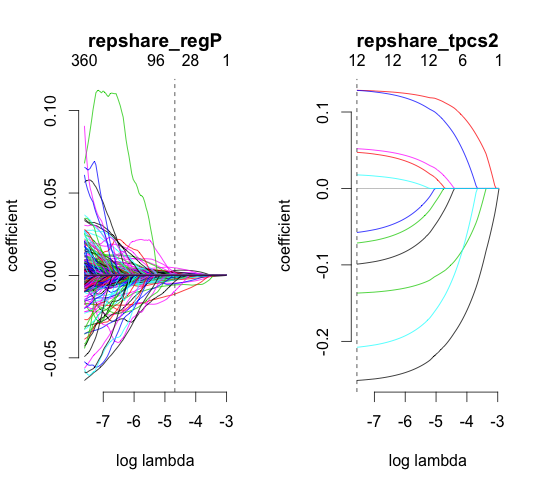 repshare_regP
360 96 28 1
coefficient
0.10
0.05
0.00
-0.05
-7 -6 -5 -4 -3
log lambda
repshare_tpcs2
12 12 12 6 1
coefficient
0.1
0.0
-0.1
-0.2
-7 -6 -5 -4 -3
log lambda